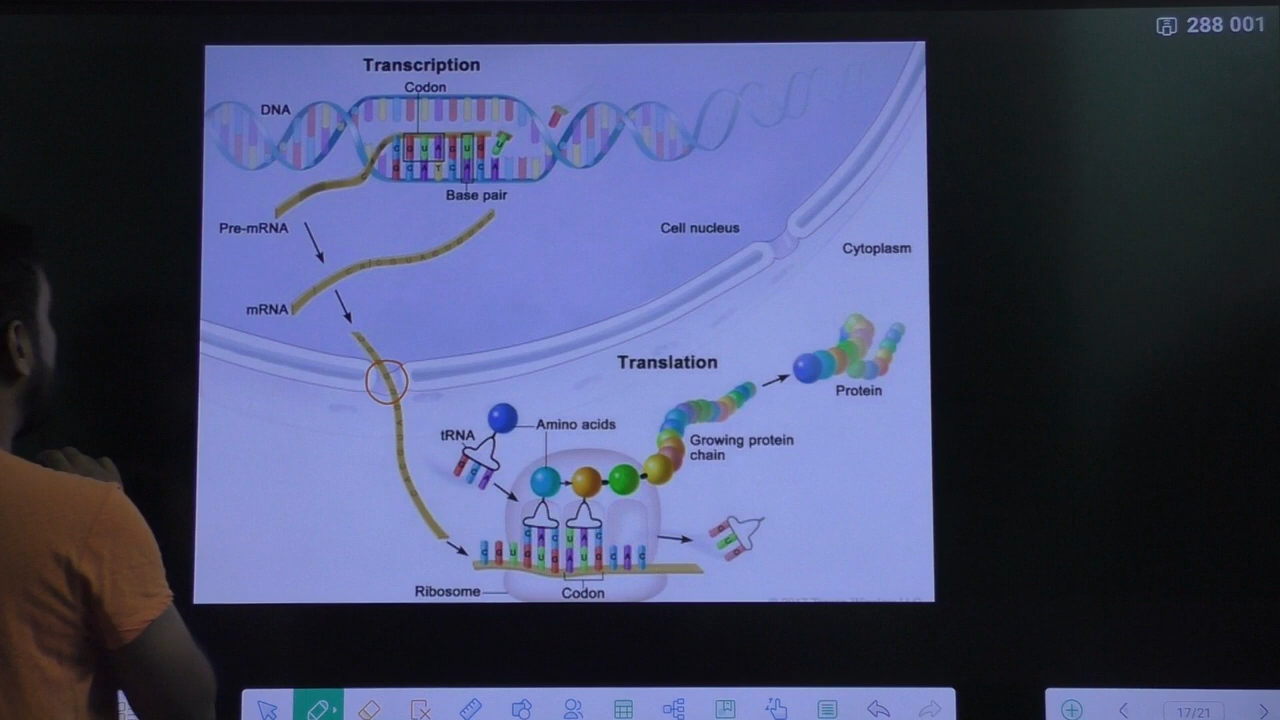 288 001
Transcription
Codon
DNA
Base pair
Pre-mRNA
Cell nucleus
Cytoplasm
mRNA
Translation
Protein
Amino acids
tRNA
Growing protein
chain
Ribosome
Codon
17/21